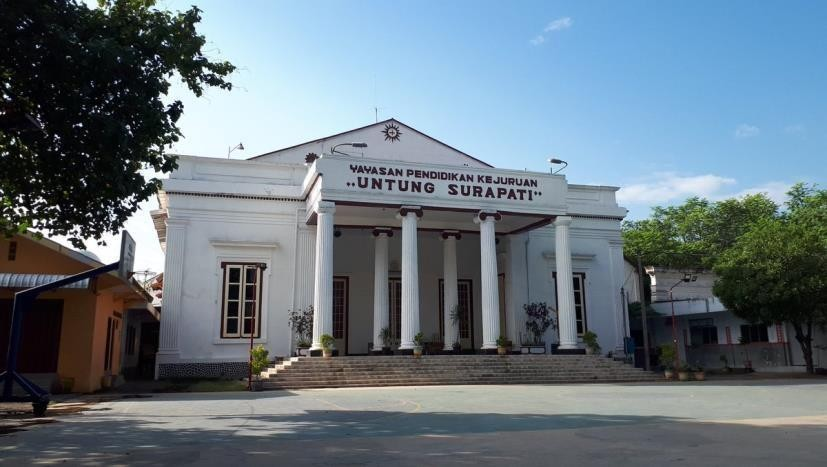 YAYASAN PENDIDIKAN KEJURUAN
"UNTUNG SURAPATI"